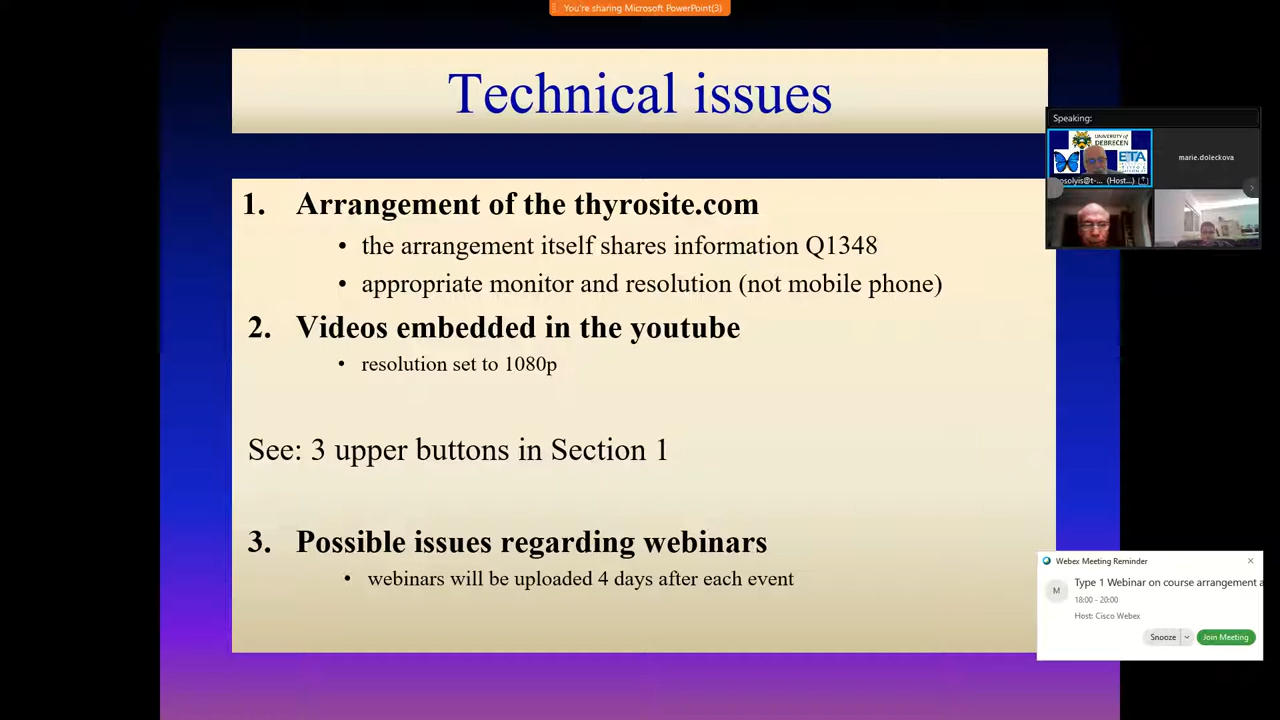 You're sharing Microsoft PowerPoint(3)
Technical issues
1. Arrangement of the thyrosite.com
• the arrangement itself shares information Q1348
• appropriate monitor and resolution (not mobile phone)
2. Videos embedded in the youtube
• resolution set to 1080p
See: 3 upper buttons in Section 1
3. Possible issues regarding webinars
• webinars will be uploaded 4 days after each event
Speaking:
UNIVERSITY of
DEBRECEN
ETA
(Host...)
marie.doleckova
Webex Meeting Reminder
M
Type 1 Webinar on course arrangement a
18:00 - 20:00
Host: Cisco Webex
Snooze
Join Meeting